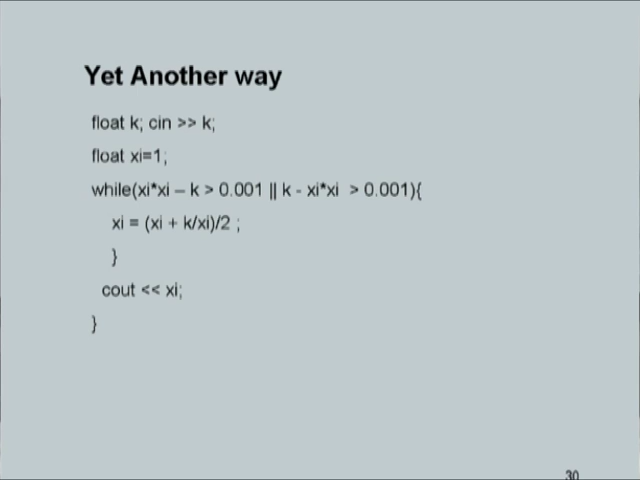 Yet Another way
float k; cin >> k;
float xi=1;
while(xi*xi – k > 0.001 || k - xi*xi > 0.001){
xi = (xi + k/xi)/2 ;
}
cout << xi;
}
30